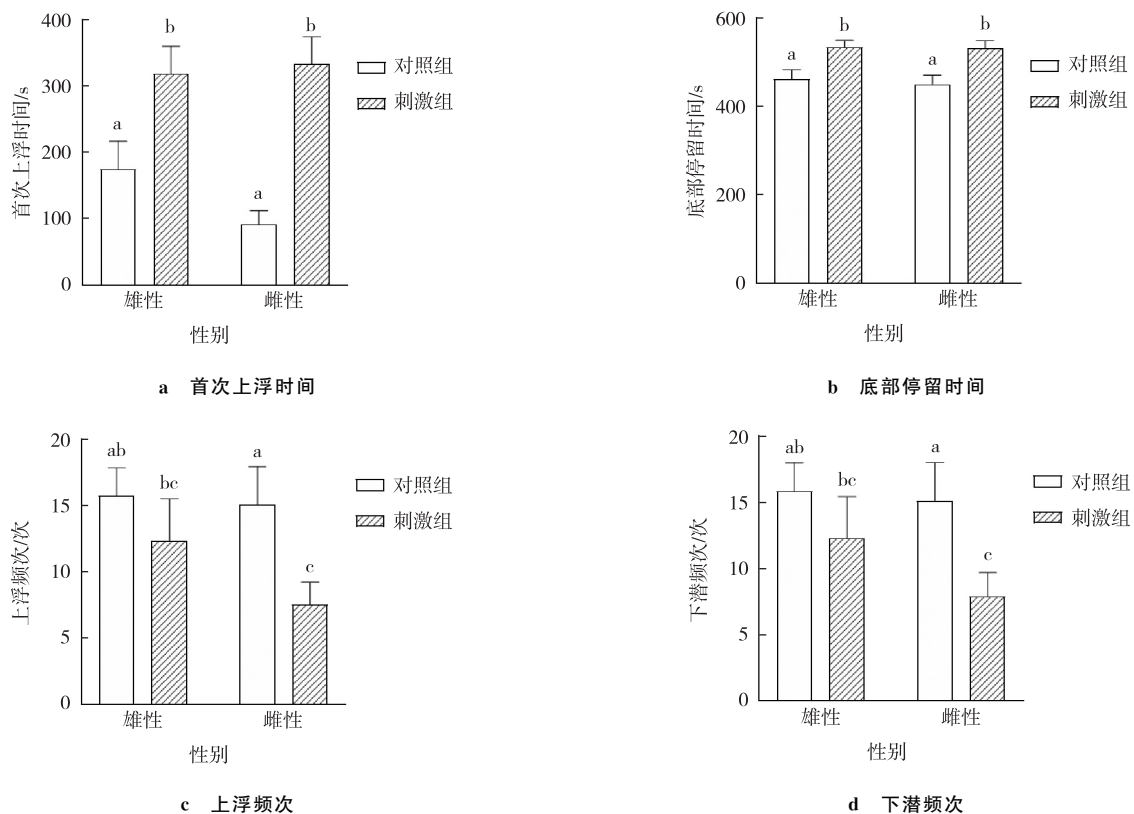 400
300
200
100
0
首次上浮时间/s
a
b
a
b
对照组
刺激组
雄性
雌性
性别
a 首次上浮时间
600
400
200
0
底部停留时间/s
a
b
a
b
对照组
刺激组
雄性
雌性
性别
b 底部停留时间
20
15
10
5
0
上浮频次/次
ab
bc
a
c
对照组
刺激组
雄性
雌性
性别
c 上浮频次
20
15
10
5
0
下潜频次/次
ab
bc
a
c
对照组
刺激组
雄性
雌性
性别
d 下潜频次